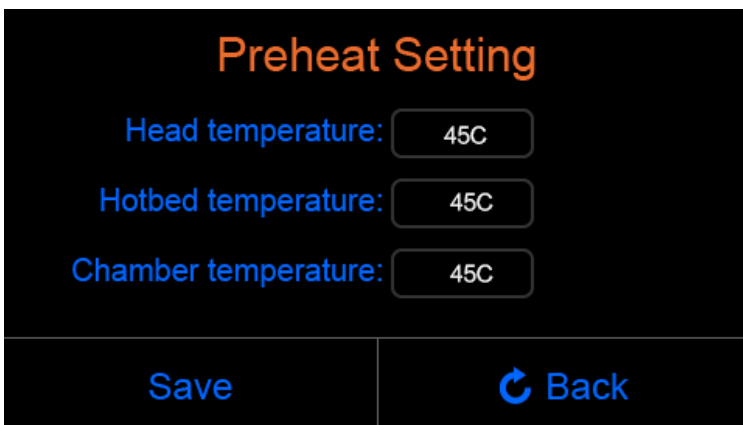 Preheat Setting
Head temperature: 45C
Hotbed temperature: 45C
Chamber temperature: 45C
Save Back